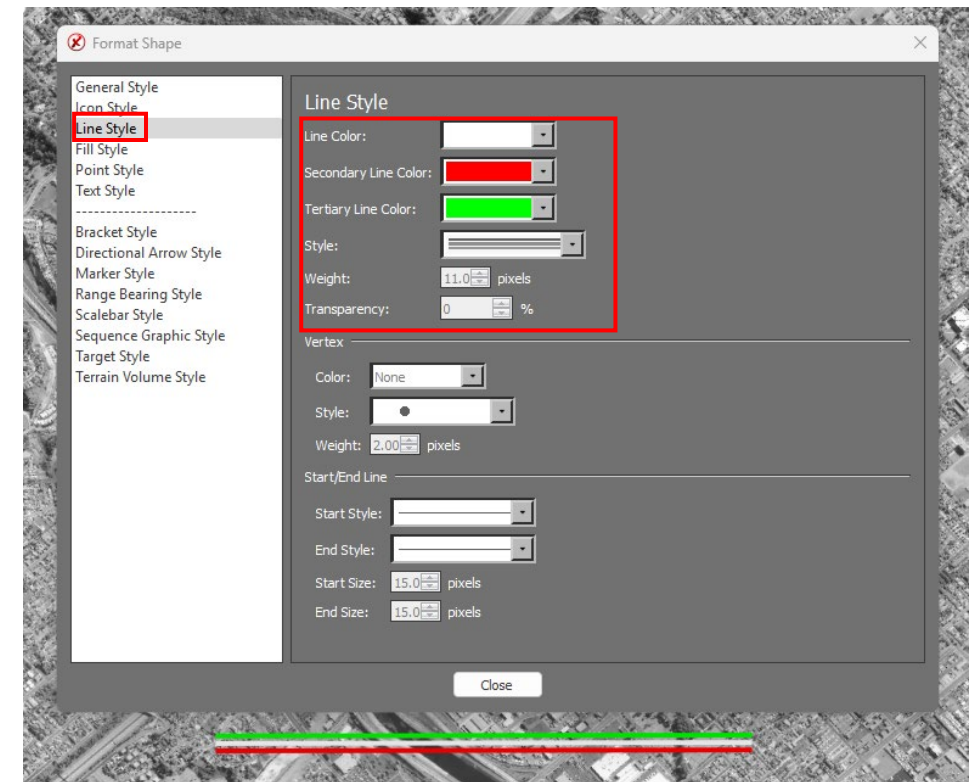 Format Shape
General Style
Icon Style
Line Style
Fill Style
Point Style
Text Style
--------------------
Bracket Style
Directional Arrow Style
Marker Style
Range Bearing Style
Scalebar Style
Sequence Graphic Style
Target Style
Terrain Volume Style
Line Style
Line Color:
Secondary Line Color:
Tertiary Line Color:
Style:
Weight: 11.0 pixels
Transparency: 0 %
Vertex
Color: None
Style:
Weight: 2.00 pixels
Start/End Line
Start Style:
End Style:
Start Size: 15.0 pixels
End Size: 15.0 pixels
Close